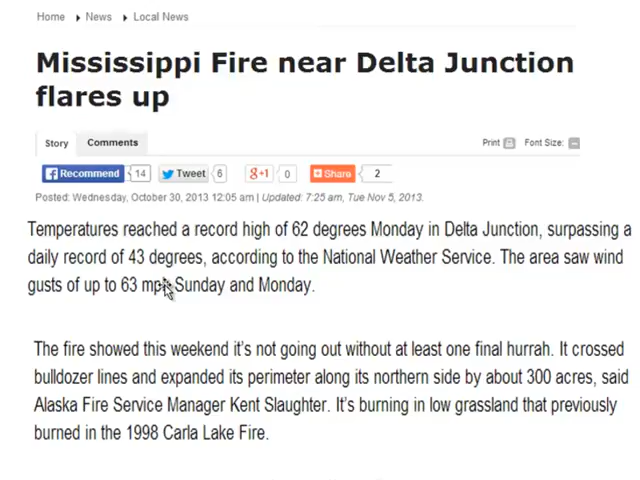 Home ▸ News ▸ Local News
Mississippi Fire near Delta Junction
flares up
Story Comments Print Font Size:
Recommend 14 Tweet 6 g+1 0 Share 2
Posted: Wednesday, October 30, 2013 12:05 am | Updated: 7:25 am, Tue Nov 5, 2013.
Temperatures reached a record high of 62 degrees Monday in Delta Junction, surpassing a
daily record of 43 degrees, according to the National Weather Service. The area saw wind
gusts of up to 63 mph Sunday and Monday.
The fire showed this weekend it’s not going out without at least one final hurrah. It crossed
bulldozer lines and expanded its perimeter along its northern side by about 300 acres, said
Alaska Fire Service Manager Kent Slaughter. It’s burning in low grassland that previously
burned in the 1998 Carla Lake Fire.